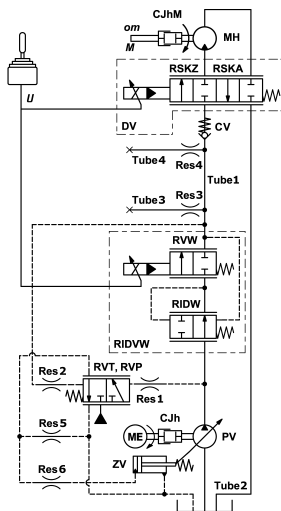 om
CJhM
M
MH
RSKZ RSKA
U
DV
CV
Tube4
Res4
Tube1
Tube3
Res3
RVW
RIDW
RIDVW
RVT, RVP
Res2
Res1
Res5
ME
CJh
PV
Res6
ZV
Tube2